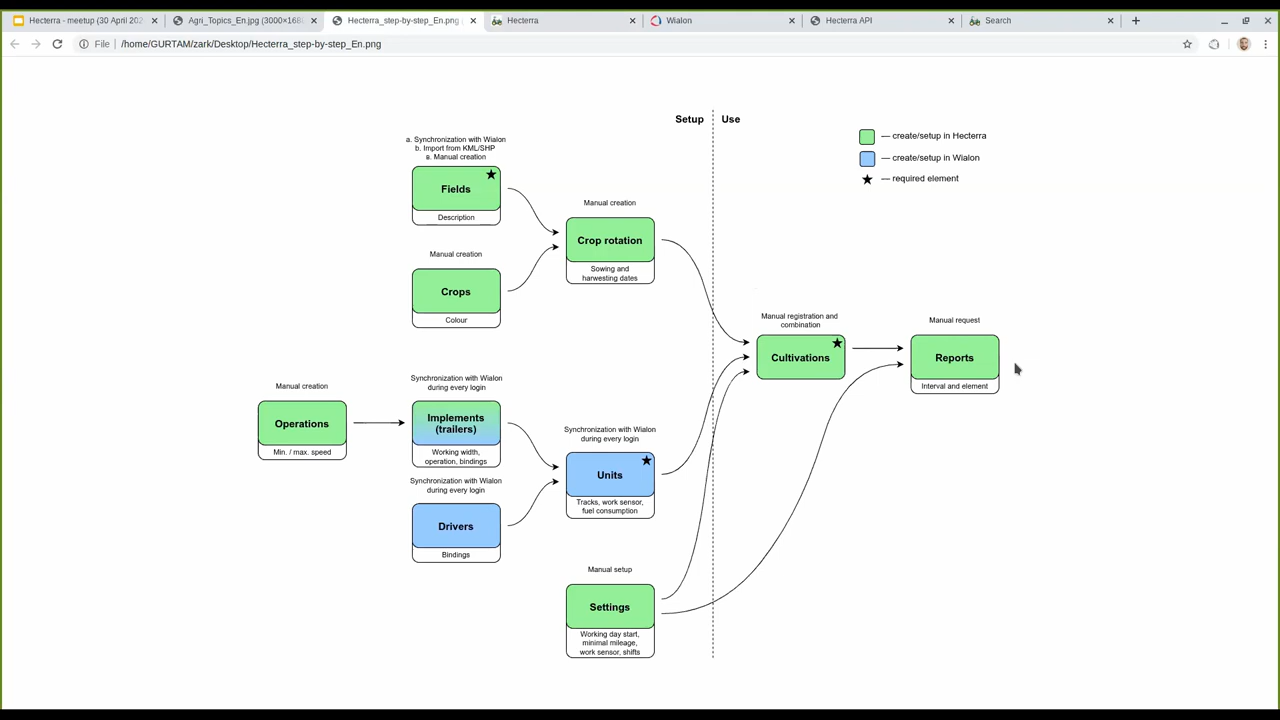 Hecterra - meetup (30 April 202
Agri_Topics_En.jpg (3000×168
Hecterra_step-by-step_En.png
Hecterra
Wialon
Hecterra API
Search
File
/home/GURTAM/zark/Desktop/Hecterra_step-by-step_En.png
Setup
Use
— create/setup in Hecterra
— create/setup in Wialon
— required element
a. Synchronization with Wialon
b. Import from KML/SHP
в. Manual creation
Fields
Description
Manual creation
Crop rotation
Sowing and
harwesting dates
Manual creation
Crops
Colour
Manual registration and
combination
Cultivations
Manual request
Reports
Interval and element
Manual creation
Operations
Min. / max. speed
Synchronization with Wialon
during every login
Implements
(trailers)
Working width,
operation, bindings
Synchronization with Wialon
during every login
Drivers
Bindings
Synchronization with Wialon
during every login
Units
Tracks, work sensor,
fuel consumption
Manual setup
Settings
Working day start,
minimal mileage,
work sensor, shifts